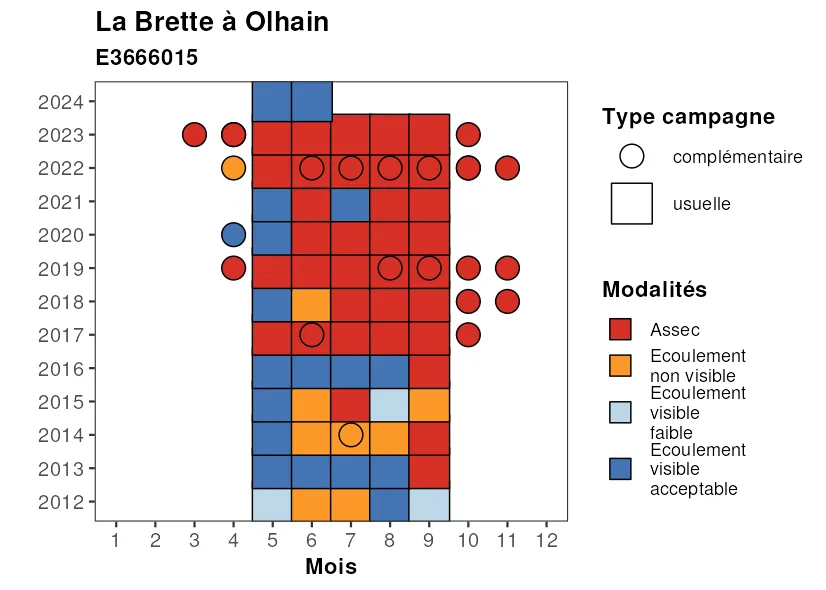 La Brette à Olhain
E3666015
2024
2023
2022
2021
2020
2019
2018
2017
2016
2015
2014
2013
2012
1 2 3 4 5 6 7 8 9 10 11 12
Mois
Type campagne
complémentaire
usuelle
Modalités
Assec
Ecoulement
non visible
Ecoulement
visible
faible
Ecoulement
visible
acceptable